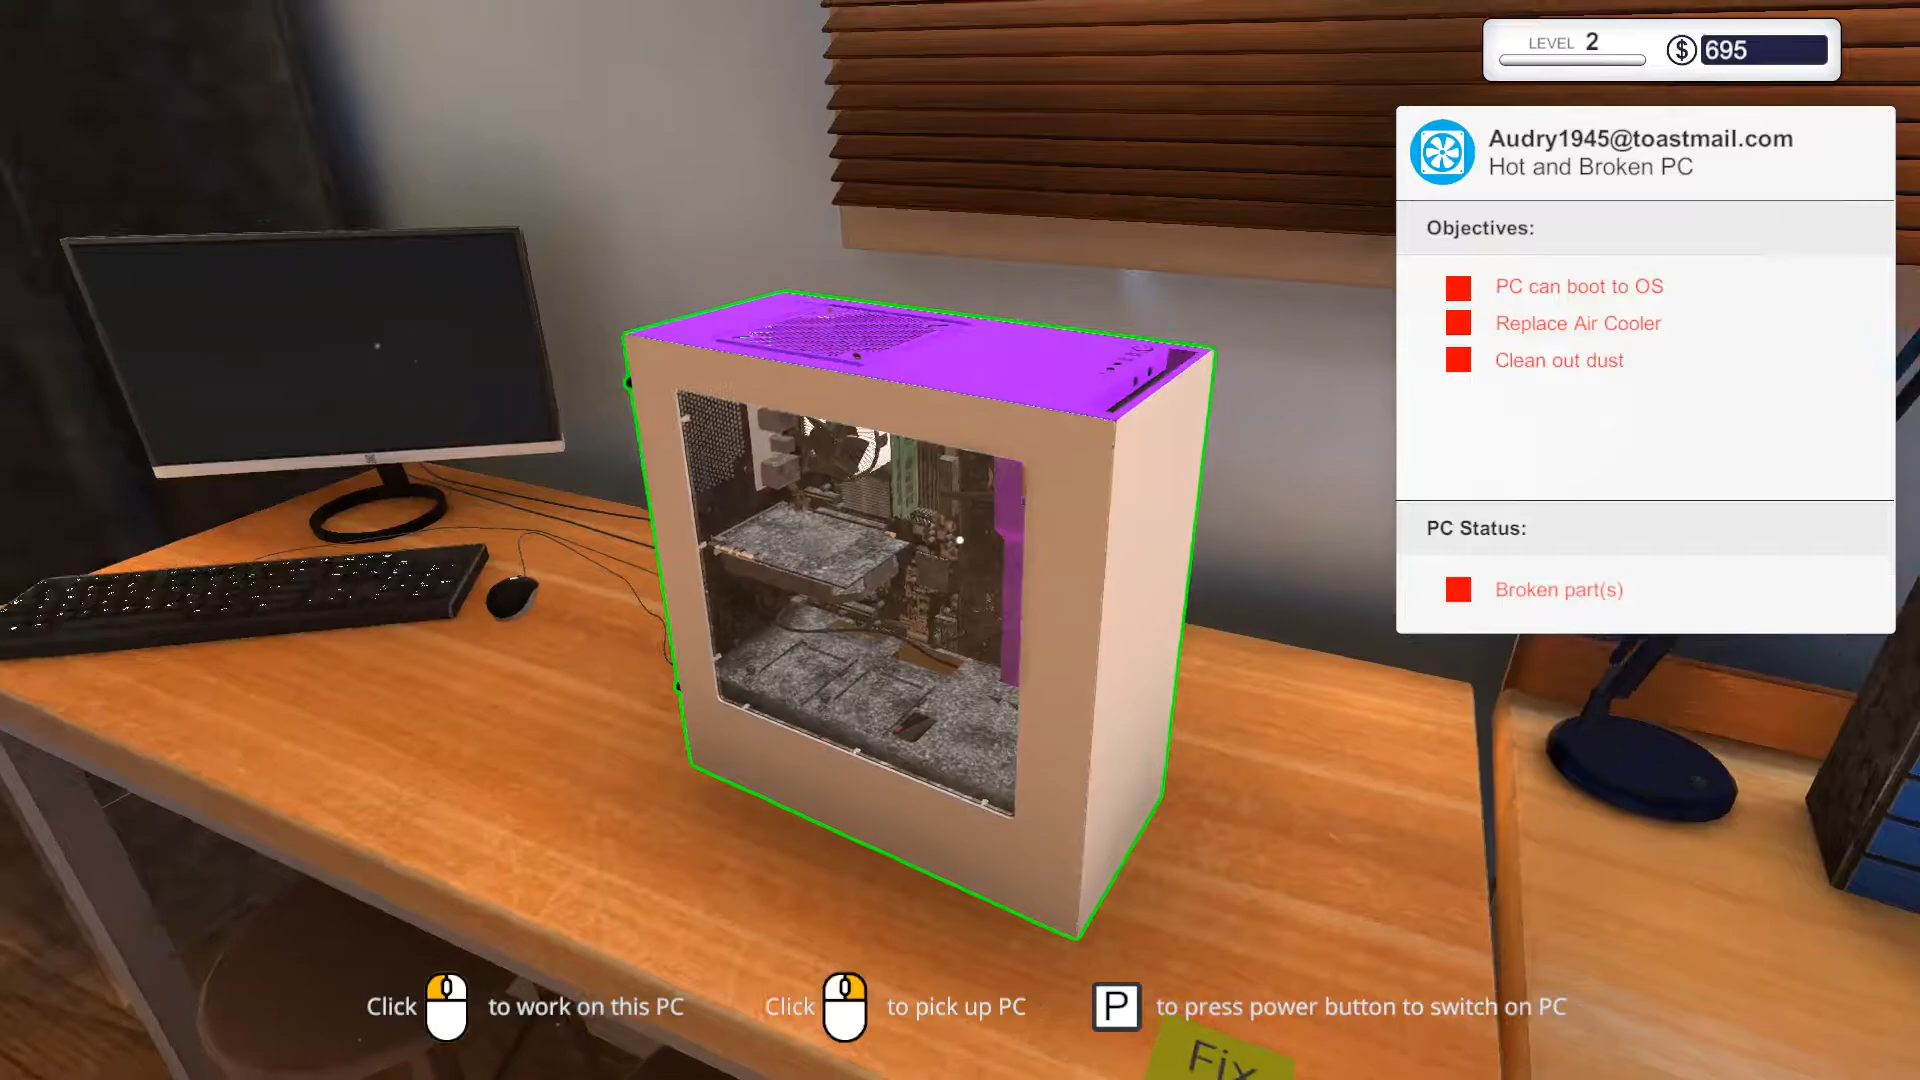 LEVEL 2
$ 695
Audry1945@toastmail.com
Hot and Broken PC
Objectives:
PC can boot to OS
Replace Air Cooler
Clean out dust
PC Status:
Broken part(s)
Click to work on this PC
Click to pick up PC
P to press power button to switch on PC
Fix